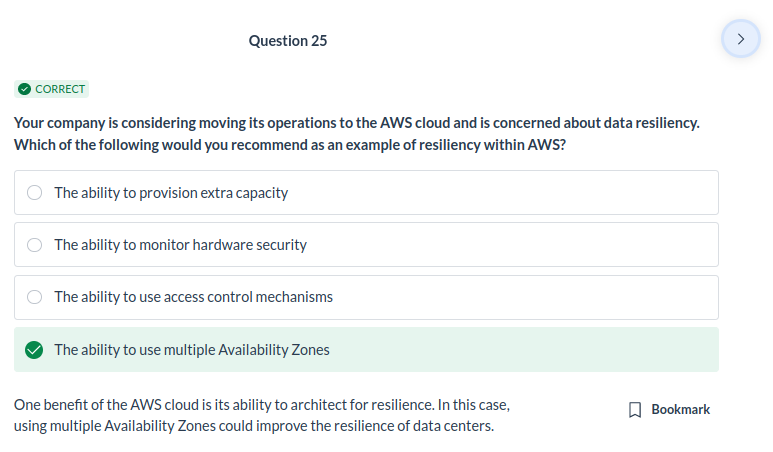 Question 25
CORRECT
Your company is considering moving its operations to the AWS cloud and is concerned about data resiliency.
Which of the following would you recommend as an example of resiliency within AWS?
The ability to provision extra capacity
The ability to monitor hardware security
The ability to use access control mechanisms
The ability to use multiple Availability Zones
One benefit of the AWS cloud is its ability to architect for resilience. In this case,
using multiple Availability Zones could improve the resilience of data centers.
Bookmark